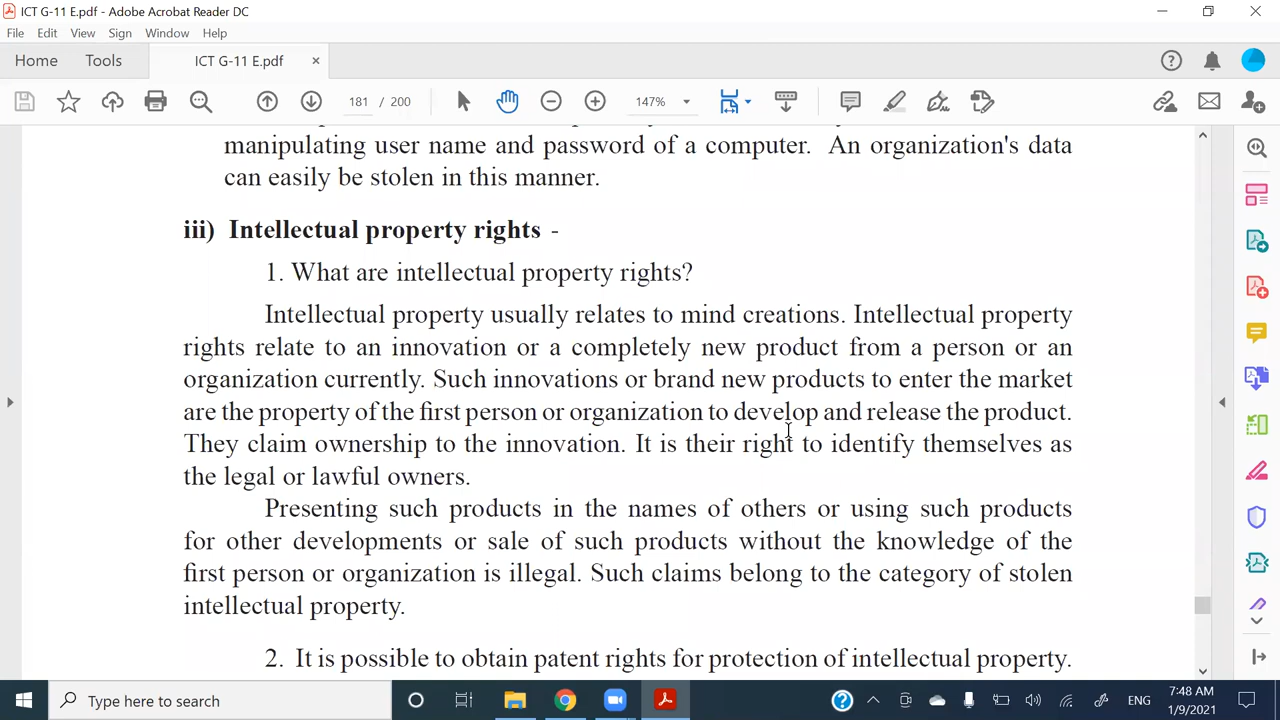 ICT G-11 E.pdf - Adobe Acrobat Reader DC
File Edit View Sign Window Help
Home Tools ICT G-11 E.pdf ×
181 / 200 147%
manipulating user name and password of a computer. An organization's data
can easily be stolen in this manner.
iii) Intellectual property rights -
1. What are intellectual property rights?
Intellectual property usually relates to mind creations. Intellectual property
rights relate to an innovation or a completely new product from a person or an
organization currently. Such innovations or brand new products to enter the market
are the property of the first person or organization to develop and release the product.
They claim ownership to the innovation. It is their right to identify themselves as
the legal or lawful owners.
Presenting such products in the names of others or using such products
for other developments or sale of such products without the knowledge of the
first person or organization is illegal. Such claims belong to the category of stolen
intellectual property.
2. It is possible to obtain patent rights for protection of intellectual property.
Type here to search
ENG
7:48 AM
1/9/2021